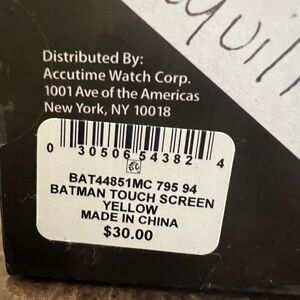 Distributed By:
Accutime Watch Corp.
1001 Ave of the Americas
New York, NY 10018
0 30506 54382 4
BAT44851MC 795 94
BATMAN TOUCH SCREEN
YELLOW
MADE IN CHINA
$30.00